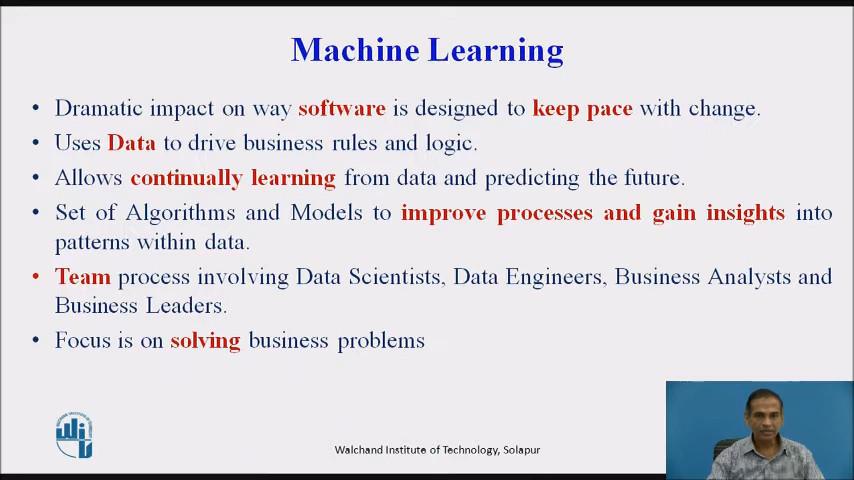 Machine Learning
• Dramatic impact on way software is designed to keep pace with change.
• Uses Data to drive business rules and logic.
• Allows continually learning from data and predicting the future.
• Set of Algorithms and Models to improve processes and gain insights into
patterns within data.
• Team process involving Data Scientists, Data Engineers, Business Analysts and
Business Leaders.
• Focus is on solving business problems
Walchand Institute of Technology, Solapur